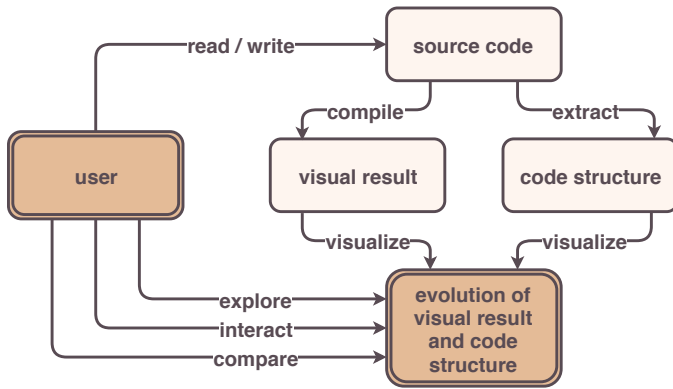 read / write
source code
compile
extract
user
visual result
code structure
visualize
visualize
explore
interact
compare
evolution of
visual result
and code
structure